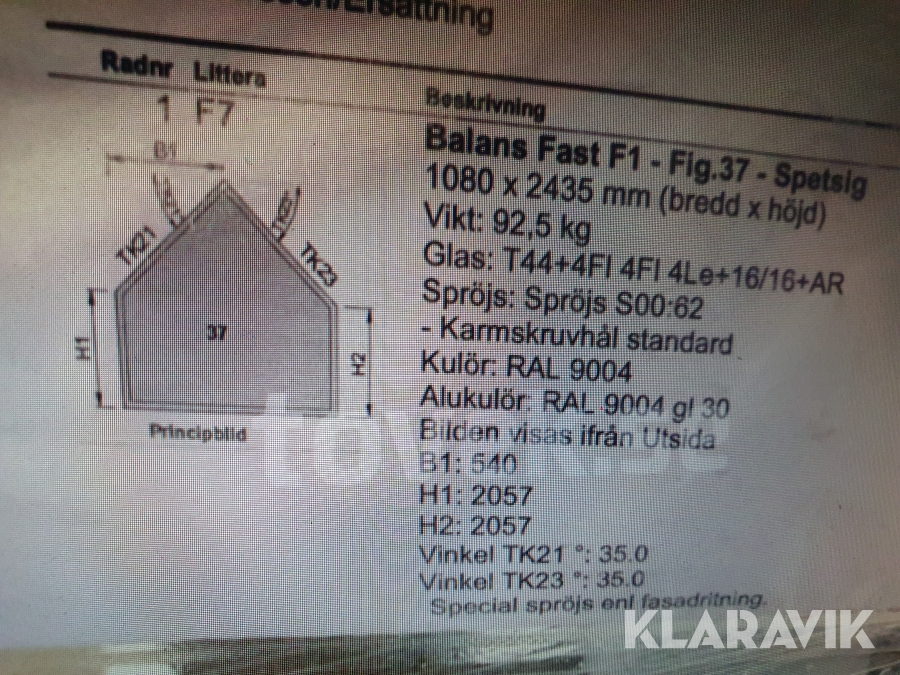 Radnr Littera
Beskrivning
1 F7
B1
TK21
TK23
37
H1
H2
Principbild
Balans Fast F1 - Fig.37 - Spetsig
1080 x 2435 mm (bredd x höjd)
Vikt: 92,5 kg
Glas: T44+4Fl 4Fl 4Le+16/16+AR
Spröjs: Spröjs S00:62
- Karmskruvhål standard
Kulör: RAL 9004
Alukulör: RAL 9004 gl 30
Bilden visas ifrån Utsida
B1: 540
H1: 2057
H2: 2057
Vinkel TK21 °: 35.0
Vinkel TK23 °: 35.0
Special spröjs enl fasadritning.
KLARAVIK